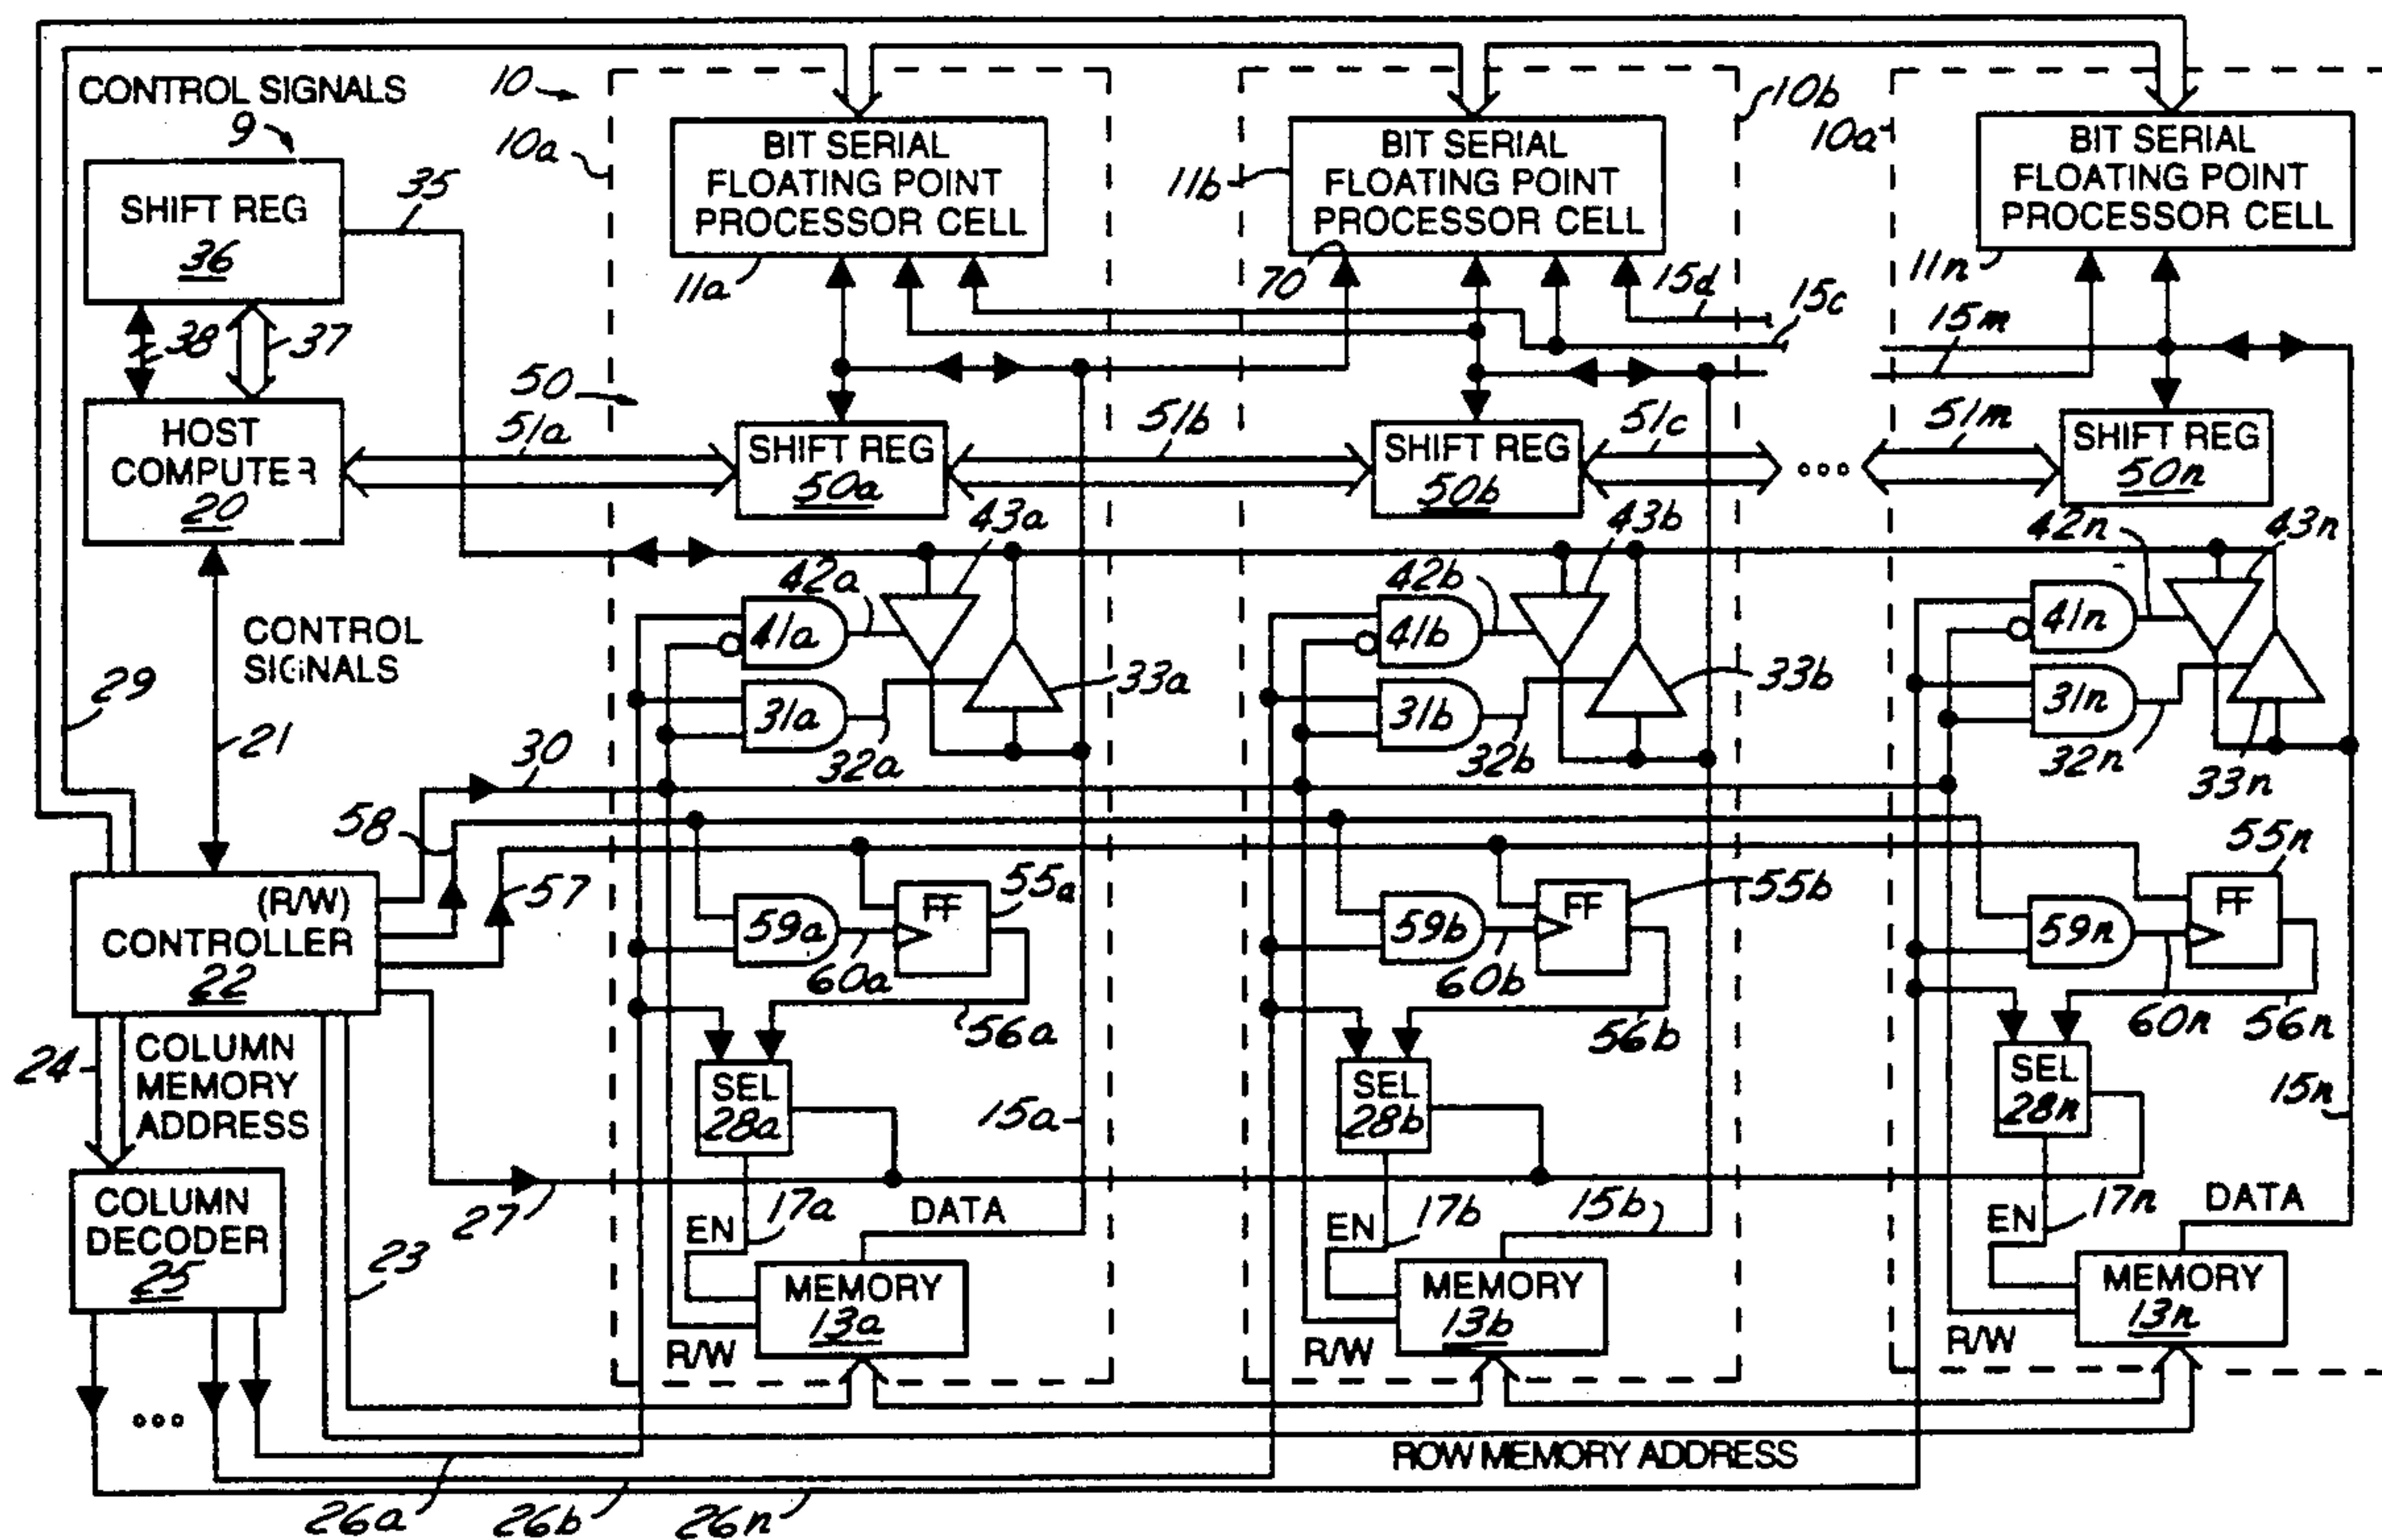 CONTROL SIGNALS
9
10
10a
10b
10a
BIT SERIAL
FLOATING POINT
PROCESSOR CELL
11a
BIT SERIAL
FLOATING POINT
PROCESSOR CELL
11b
70
BIT SERIAL
FLOATING POINT
PROCESSOR CELL
11n
SHIFT REG
36
35
38
37
15d
15c
15m
50
HOST
COMPUTER
20
51a
SHIFT REG
50a
51b
SHIFT REG
50b
51c
51m
SHIFT REG
50n
43a
43b
42n
43n
42a
42b
41a
41b
41n
CONTROL
SIGNALS
31a
33a
31b
33b
31n
29
21
30
32a
32b
32n
33n
58
57
55a
55b
55n
(R/W)
CONTROLLER
22
59a
FF
59b
FF
59n
FF
60a
60b
60n
56a
56b
56n
24
COLUMN
MEMORY
ADDRESS
SEL
28a
SEL
28b
SEL
28n
15a
15n
COLUMN
DECODER
25
27
23
EN
17a
DATA
EN
17b
15b
EN
17n
DATA
MEMORY
13a
MEMORY
13b
MEMORY
13n
R/W
R/W
R/W
ROW MEMORY ADDRESS
26a
26b
26n